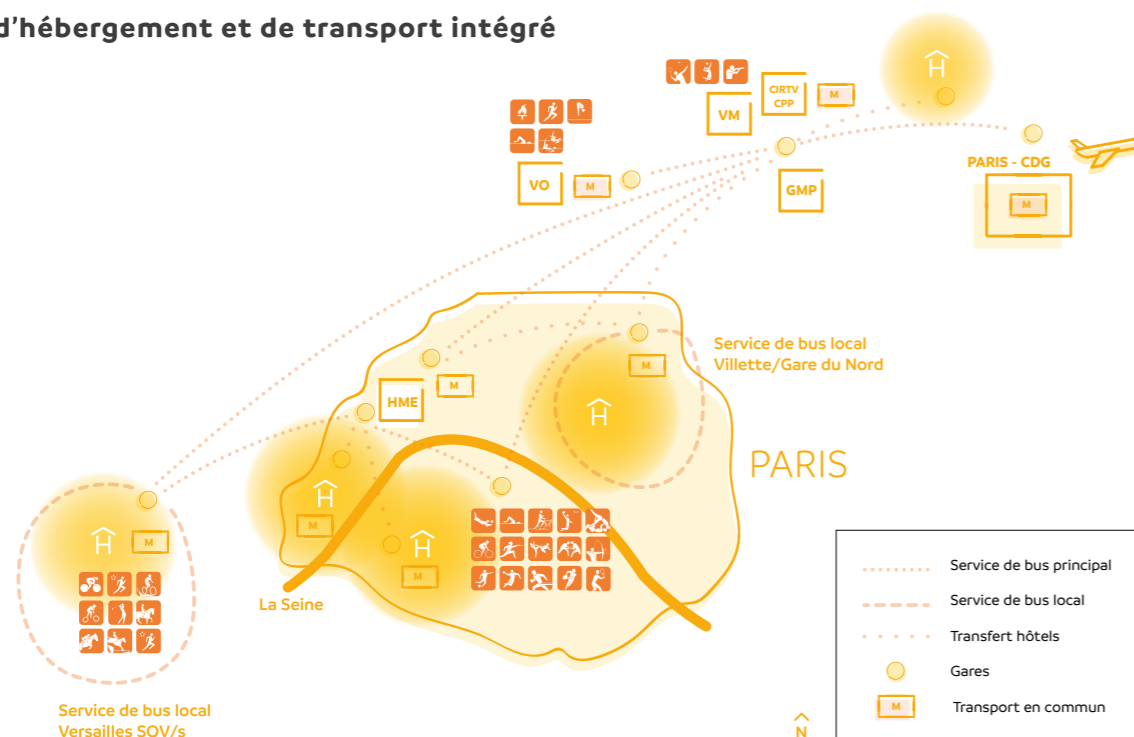 d'hébergement et de transport intégré
H
CIRTV
CPP
M
VM
PARIS - CDG
M
VO
M
GMP
Service de bus local
Villette/Gare du Nord
M
M
HME
H
PARIS
H
M
H
M
H
M
La Seine
Service de bus local
Versailles SOV/s
Service de bus principal
Service de bus local
Transfert hôtels
Gares
M
Transport en commun
N